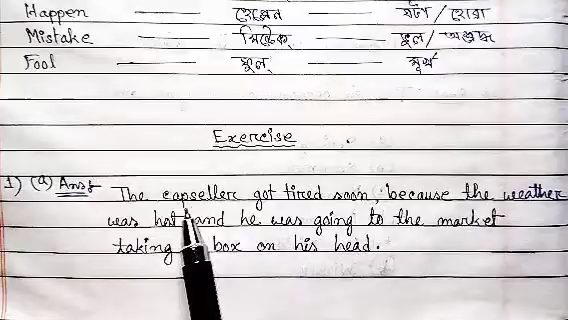 Happen — হেপ্পেন — ঘটা / হোৱা
Mistake — মিষ্টেক্ — ভুল / অশুদ্ধ
Fool — ফুল্ — মূৰ্খ
Exercise
1) (a) Ans: The capseller got tired soon, because the weather
was hot and he was going to the market
taking box on his head.